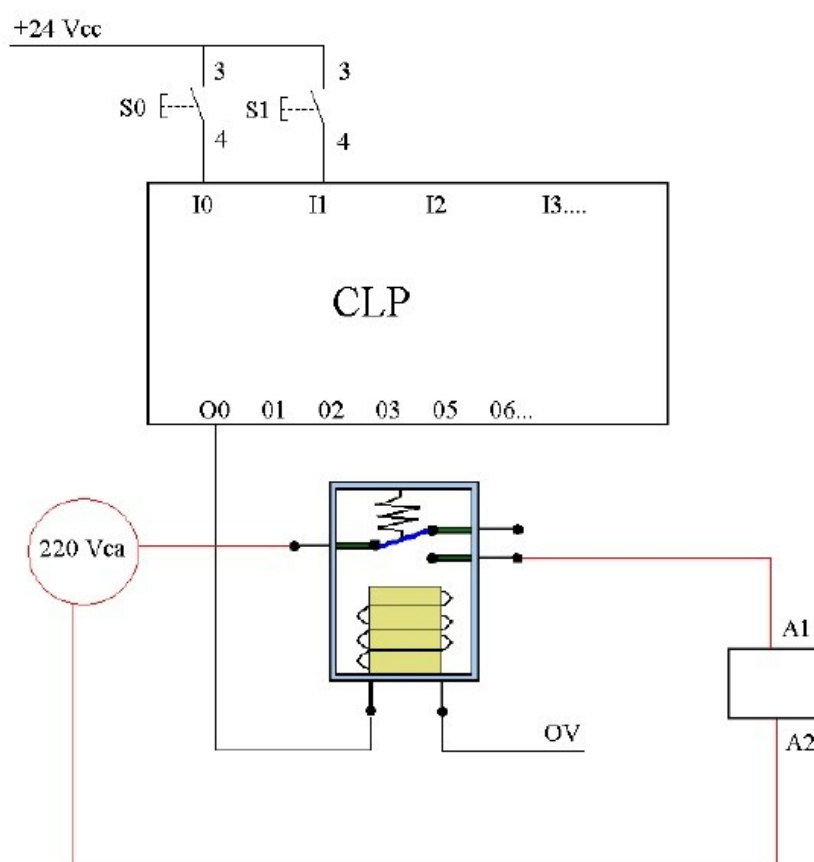 +24 Vcc
3 3
S0 S1
4 4
I0 I1 I2 I3....
CLP
O0 01 02 03 05 06...
220 Vca
A1
OV
A2